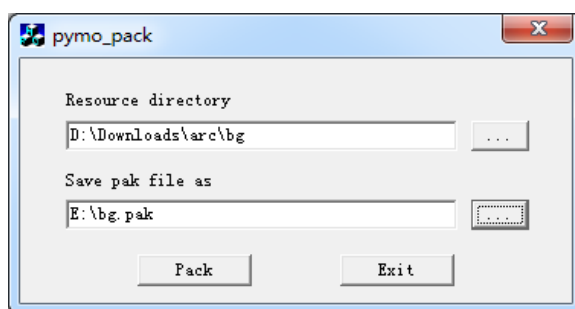 pymo_pack
Resource directory
D:\Downloads\arc\bg
...
Save pak file as
E:\bg.pak
...
Pack
Exit